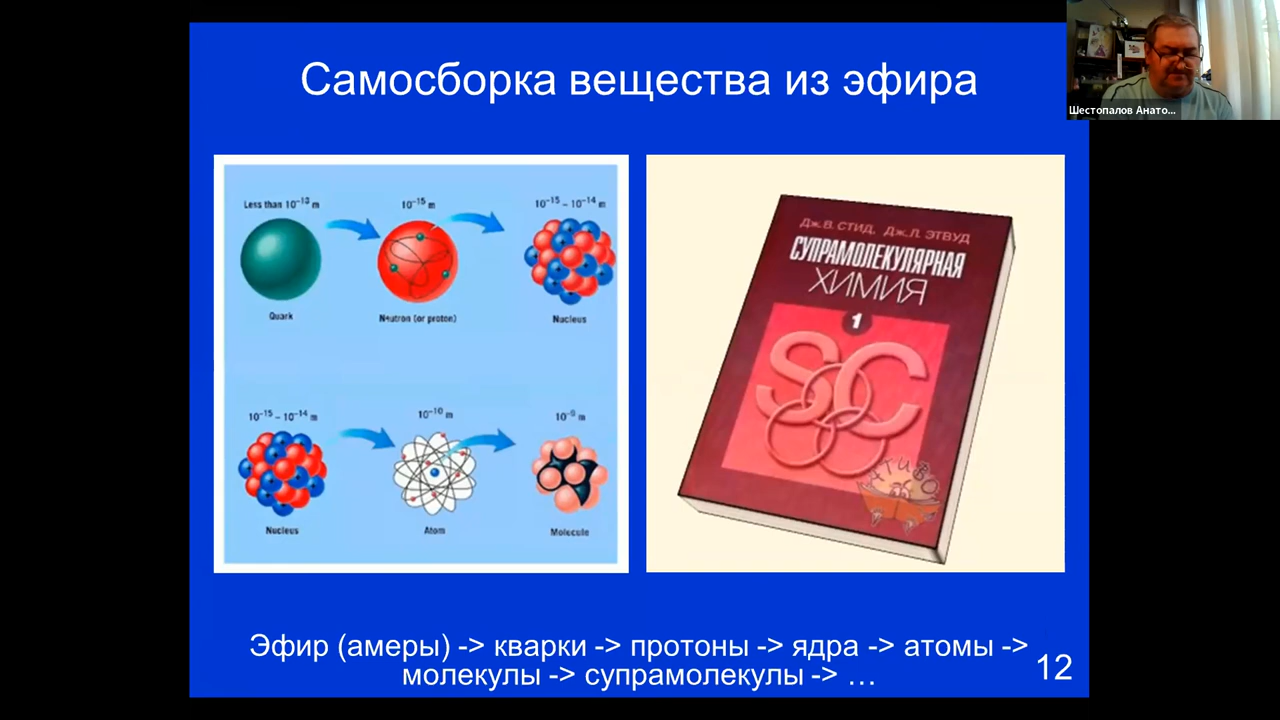 Самосборка вещества из эфира
Шестопалов Анато...
Less than 10⁻¹⁸ m
10⁻¹⁵ m
10⁻¹⁵ – 10⁻¹⁴ m
Quark
Neutron (or proton)
Nucleus
10⁻¹⁵ – 10⁻¹⁴ m
10⁻¹⁰ m
10⁻⁹ m
Nucleus
Atom
Molecule
Дж.В. СТИД, Дж.Л. ЭТВУД
СУПРАМОЛЕКУЛЯРНАЯ
ХИМИЯ
1
SC
Эфир (амеры) -> кварки -> протоны -> ядра -> атомы ->
молекулы -> супрамолекулы -> …
12